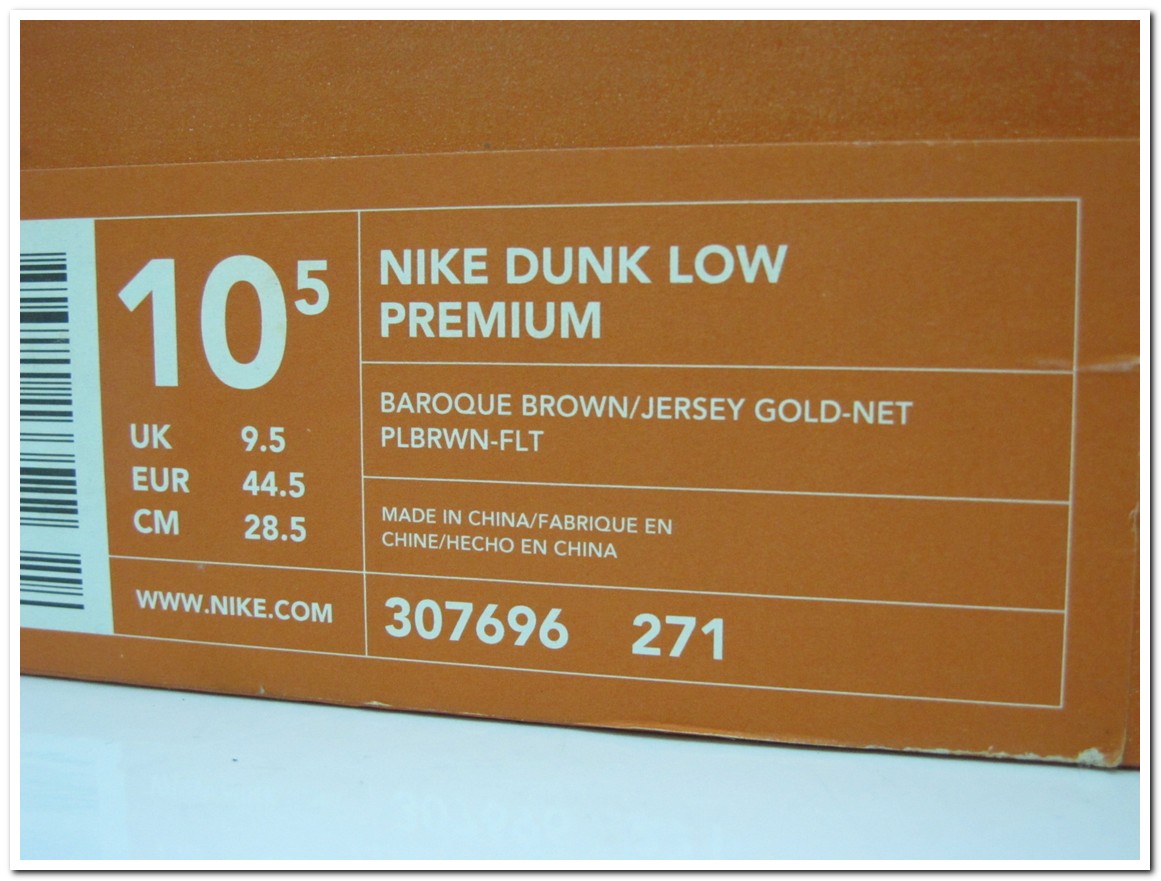 10 5
UK 9.5
EUR 44.5
CM 28.5
WWW.NIKE.COM
NIKE DUNK LOW
PREMIUM
BAROQUE BROWN/JERSEY GOLD-NET
PLBRWN-FLT
MADE IN CHINA/FABRIQUE EN
CHINE/HECHO EN CHINA
307696 271